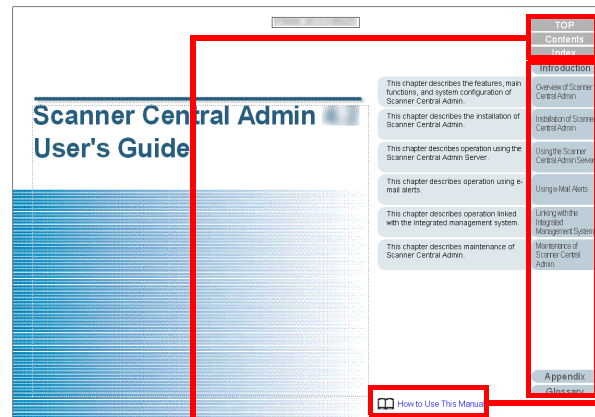 TOP
Contents
Index
Introduction
Scanner Central Admin
User's Guide
This chapter describes the features, main
functions, and system configuration of
Scanner Central Admin.
Overview of Scanner
Central Admin
This chapter describes the installation of
Scanner Central Admin.
Installation of Scanner
Central Admin
This chapter describes operation using the
Scanner Central Admin Server.
Using the Scanner
Central Admin Server
This chapter describes operation using e-
mail alerts.
Using e-Mail Alerts
This chapter describes operation linked
with the integrated management system.
Linking with the
Integrated
Management System
This chapter describes maintenance of
Scanner Central Admin.
Maintenance of
Scanner Central
Admin
Appendix
Glossary
How to Use This Manual